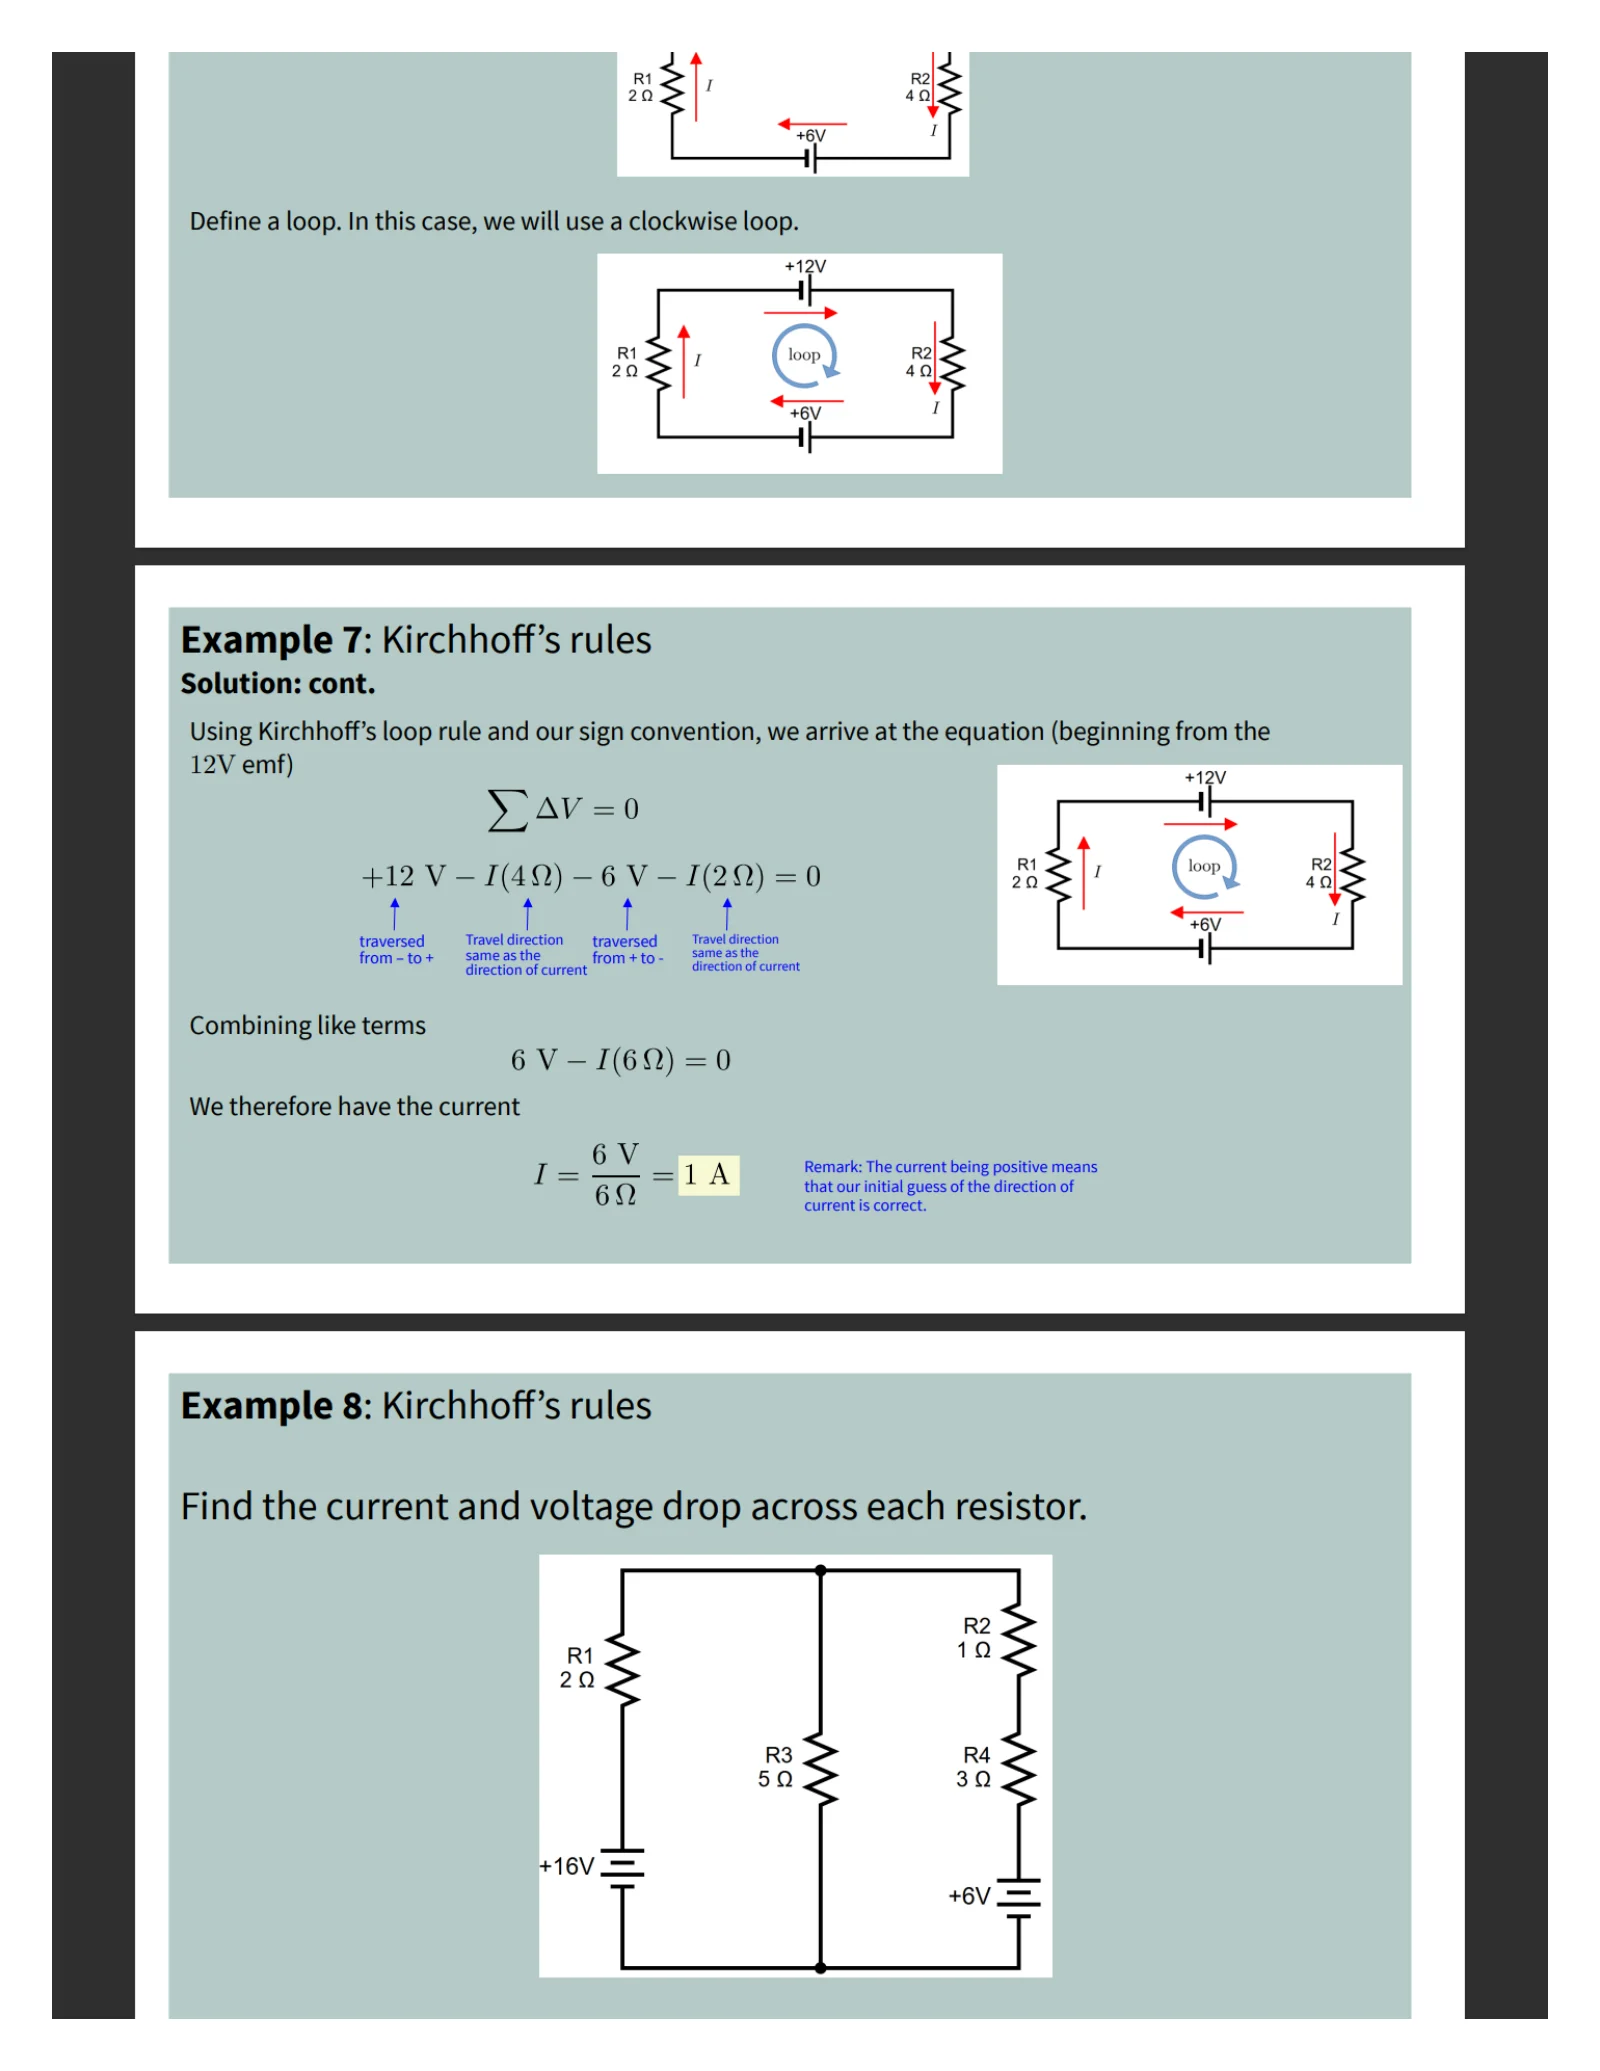 R1
2 Ω
I
R2
4 Ω
I
+6V
Define a loop. In this case, we will use a clockwise loop.
+12V
R1
2 Ω
I
loop
R2
4 Ω
I
+6V
Example 7: Kirchhoff’s rules
Solution: cont.
Using Kirchhoff’s loop rule and our sign convention, we arrive at the equation (beginning from the
12V emf)
∑ ΔV = 0
+12 V − I(4 Ω) − 6 V − I(2 Ω) = 0
traversed
from – to +
Travel direction
same as the
direction of current
traversed
from + to -
Travel direction
same as the
direction of current
+12V
R1
2 Ω
I
loop
R2
4 Ω
I
+6V
Combining like terms
6 V − I(6 Ω) = 0
We therefore have the current
I = 6 V / 6 Ω = 1 A
Remark: The current being positive means
that our initial guess of the direction of
current is correct.
Example 8: Kirchhoff’s rules
Find the current and voltage drop across each resistor.
R1
2 Ω
R2
1 Ω
R3
5 Ω
R4
3 Ω
+16V
+6V